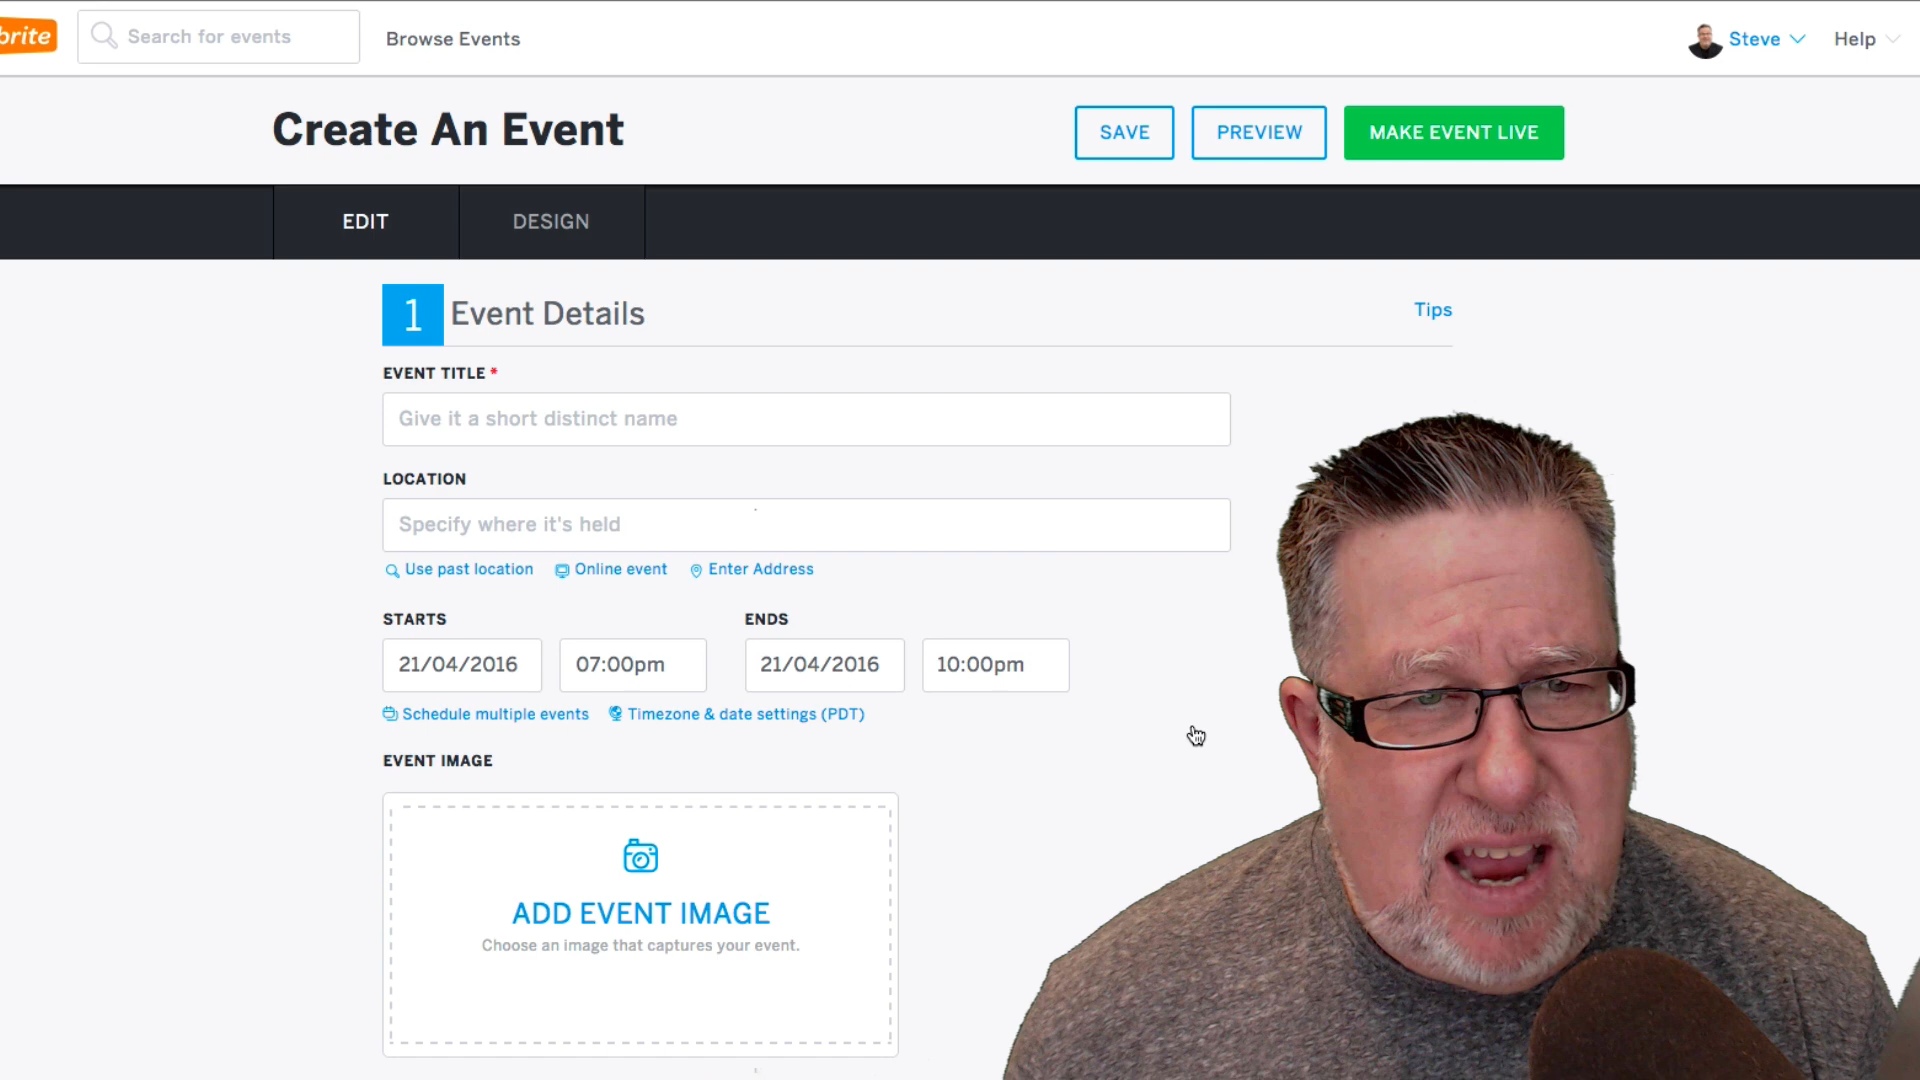 brite
Search for events
Browse Events
Steve
Help
Create An Event
SAVE
PREVIEW
MAKE EVENT LIVE
EDIT
DESIGN
1
Event Details
Tips
EVENT TITLE *
Give it a short distinct name
LOCATION
Specify where it's held
Use past location
Online event
Enter Address
STARTS
ENDS
21/04/2016
07:00pm
21/04/2016
10:00pm
Schedule multiple events
Timezone & date settings (PDT)
EVENT IMAGE
ADD EVENT IMAGE
Choose an image that captures your event.